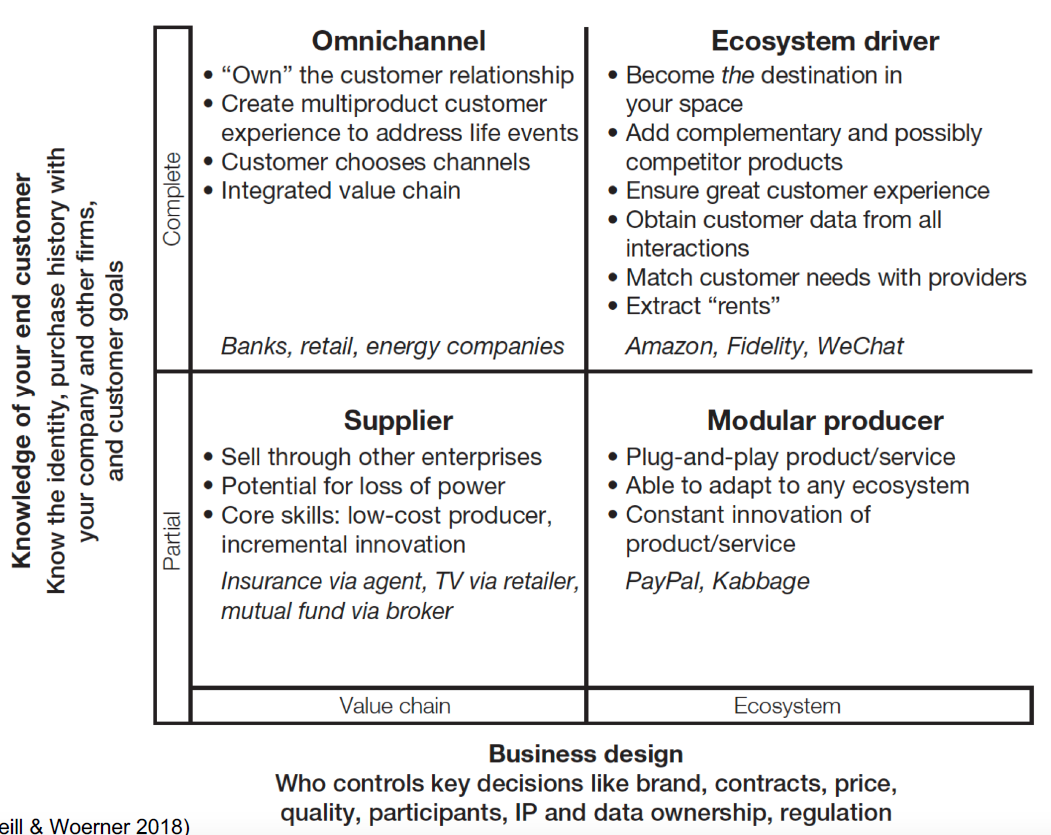 Knowledge of your end customer
Know the identity, purchase history with
your company and other firms,
and customer goals
Complete
Omnichannel
• “Own” the customer relationship
• Create multiproduct customer
experience to address life events
• Customer chooses channels
• Integrated value chain
Banks, retail, energy companies
Ecosystem driver
• Become the destination in
your space
• Add complementary and possibly
competitor products
• Ensure great customer experience
• Obtain customer data from all
interactions
• Match customer needs with providers
• Extract “rents”
Amazon, Fidelity, WeChat
Partial
Supplier
• Sell through other enterprises
• Potential for loss of power
• Core skills: low-cost producer,
incremental innovation
Insurance via agent, TV via retailer,
mutual fund via broker
Modular producer
• Plug-and-play product/service
• Able to adapt to any ecosystem
• Constant innovation of
product/service
PayPal, Kabbage
Value chain
Ecosystem
Business design
Who controls key decisions like brand, contracts, price,
quality, participants, IP and data ownership, regulation
eill & Woerner 2018)